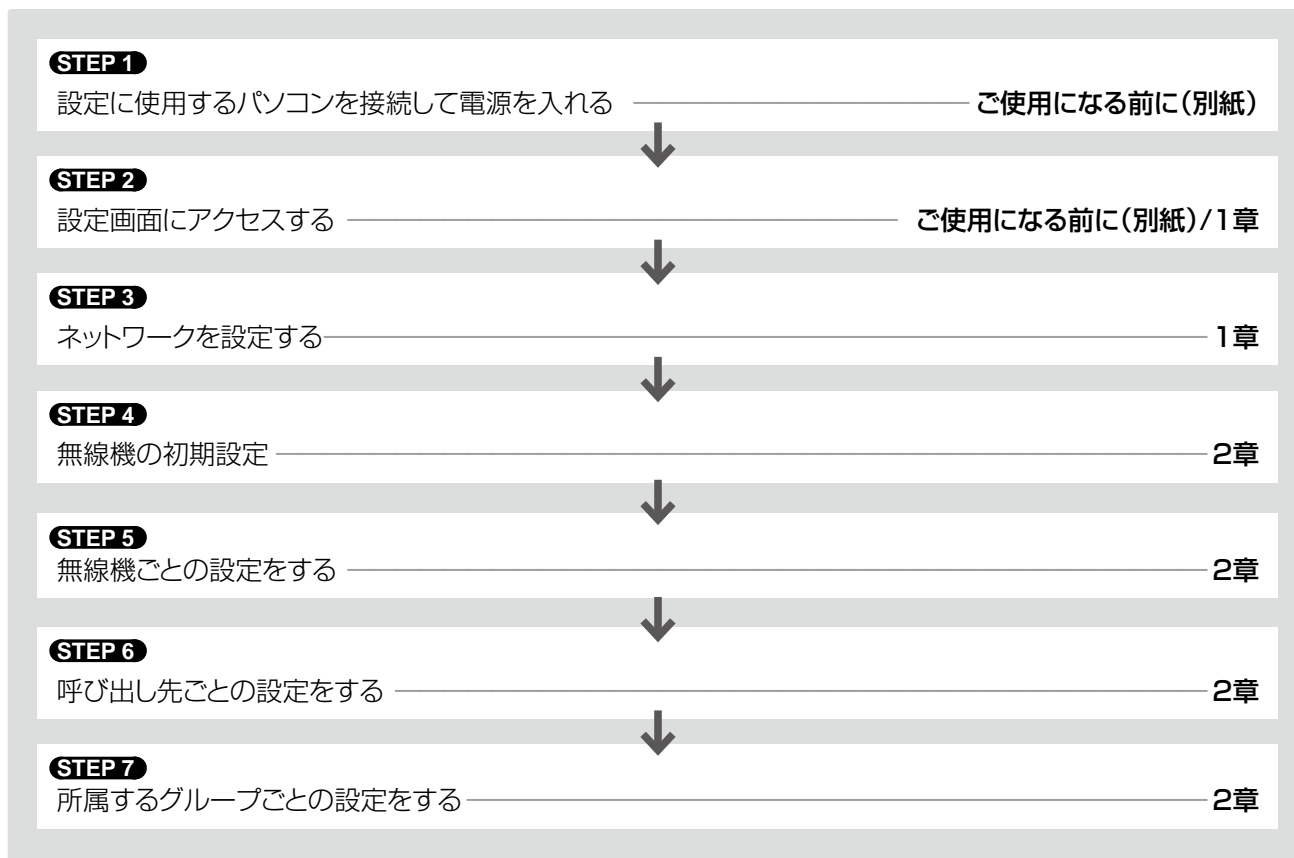 STEP 1
設定に使用するパソコンを接続して電源を入れる ご使用になる前に（別紙）
STEP 2
設定画面にアクセスする ご使用になる前に（別紙）/1章
STEP 3
ネットワークを設定する 1章
STEP 4
無線機の初期設定 2章
STEP 5
無線機ごとの設定をする 2章
STEP 6
呼び出し先ごとの設定をする 2章
STEP 7
所属するグループごとの設定をする 2章